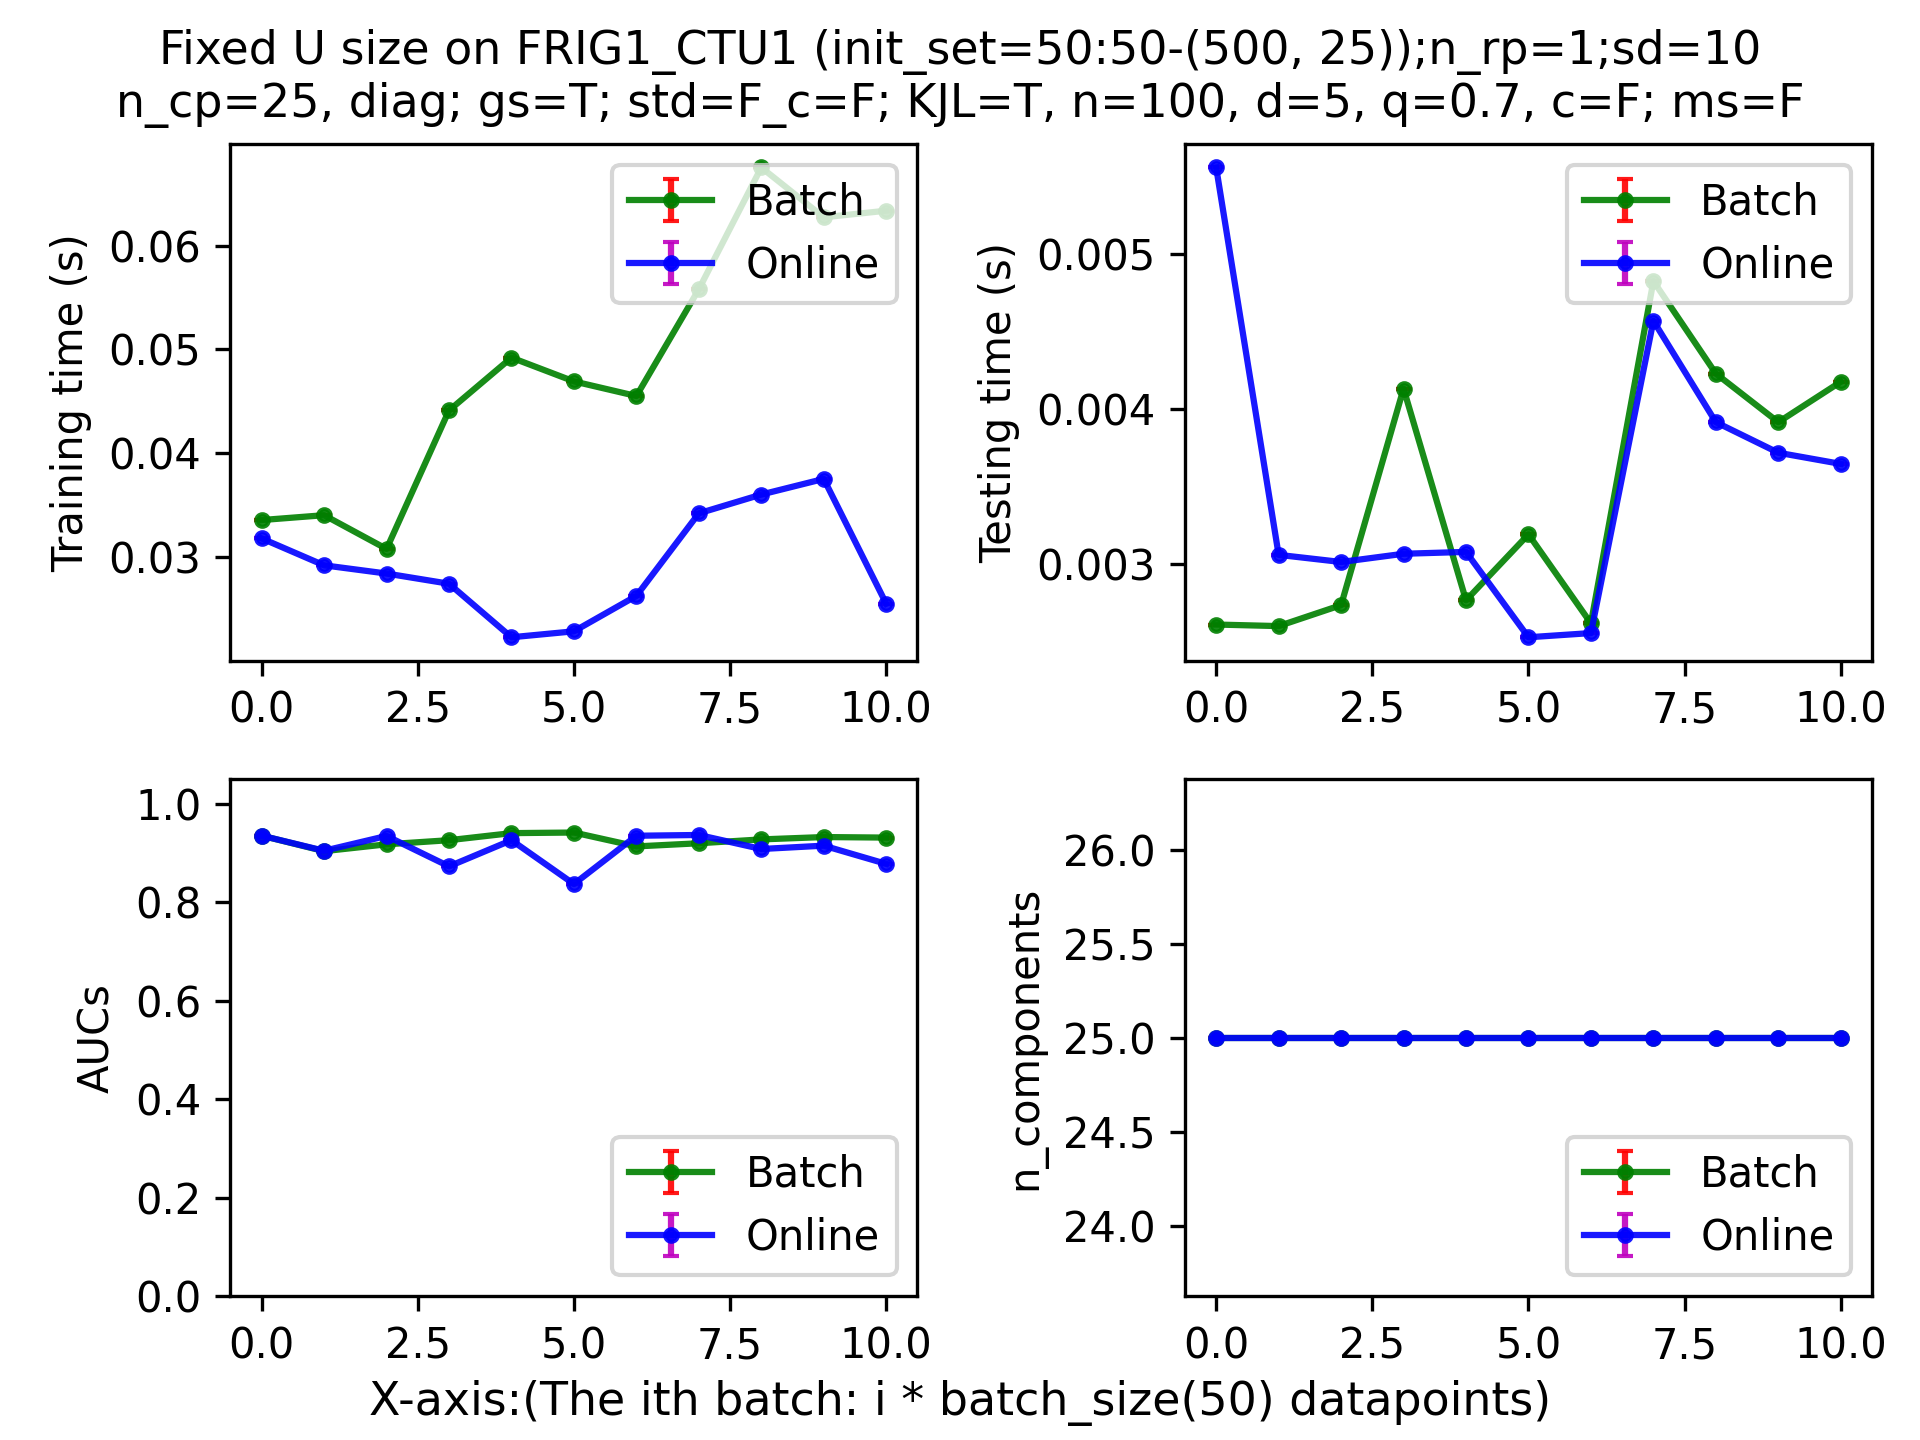 Fixed U size on FRIG1_CTU1 (init_set=50:50-(500, 25));n_rp=1;sd=10
n_cp=25, diag; gs=T; std=F_c=F; KJL=T, n=100, d=5, q=0.7, c=F; ms=F
Training time (s)
0.06
0.05
0.04
0.03
0.0 2.5 5.0 7.5 10.0
Batch
Online
Testing time (s)
0.005
0.004
0.003
0.0 2.5 5.0 7.5 10.0
Batch
Online
AUCs
1.0
0.8
0.6
0.4
0.2
0.0
0.0 2.5 5.0 7.5 10.0
Batch
Online
n_components
26.0
25.5
25.0
24.5
24.0
0.0 2.5 5.0 7.5 10.0
Batch
Online
X-axis:(The ith batch: i * batch_size(50) datapoints)